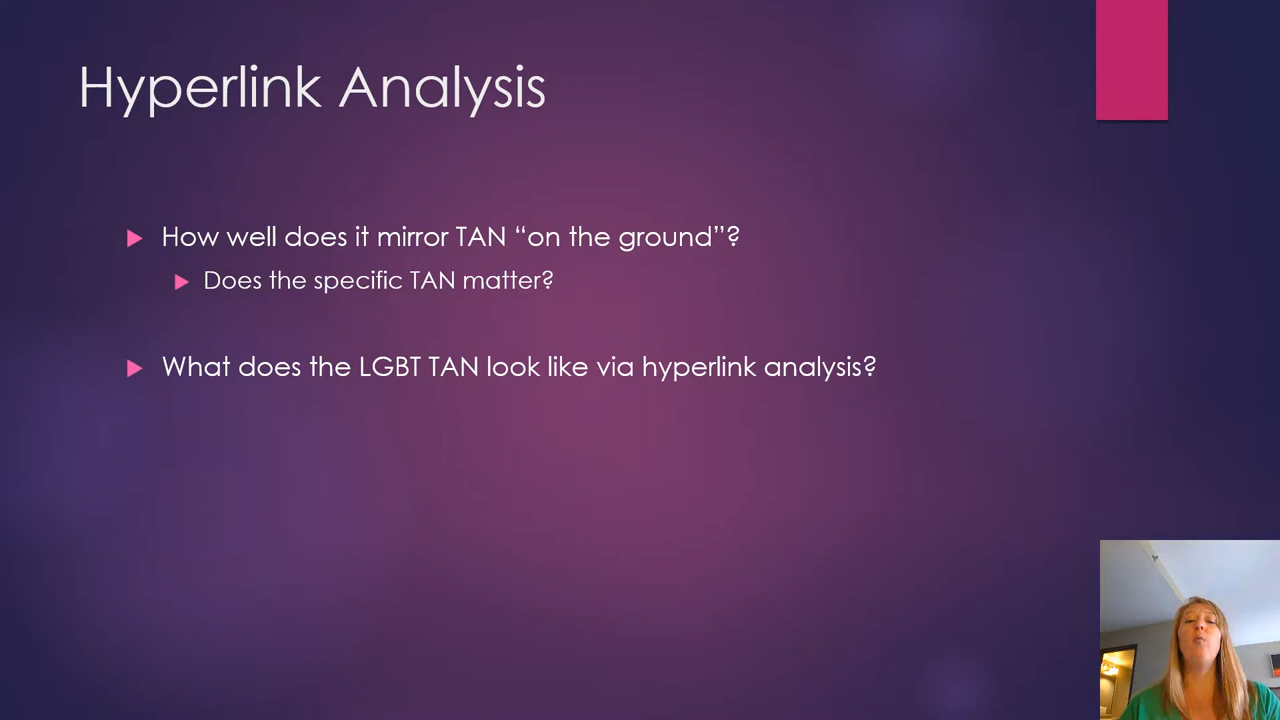 Hyperlink Analysis
How well does it mirror TAN “on the ground”?
Does the specific TAN matter?
What does the LGBT TAN look like via hyperlink analysis?